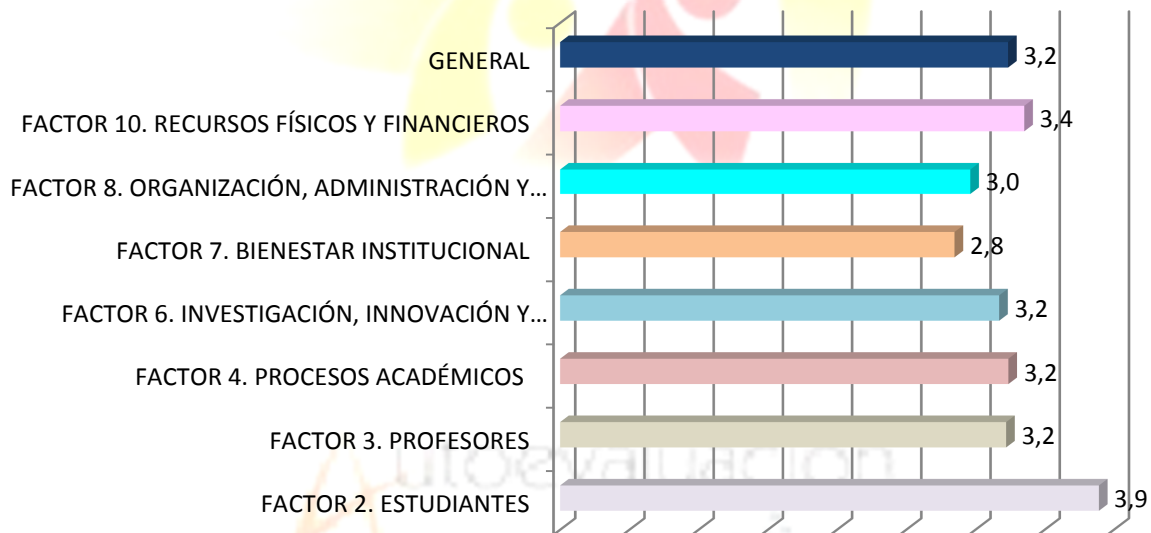 GENERAL 3,2
FACTOR 10. RECURSOS FÍSICOS Y FINANCIEROS 3,4
FACTOR 8. ORGANIZACIÓN, ADMINISTRACIÓN Y... 3,0
FACTOR 7. BIENESTAR INSTITUCIONAL 2,8
FACTOR 6. INVESTIGACIÓN, INNOVACIÓN Y... 3,2
FACTOR 4. PROCESOS ACADÉMICOS 3,2
FACTOR 3. PROFESORES 3,2
Autoevaluación
FACTOR 2. ESTUDIANTES 3,9